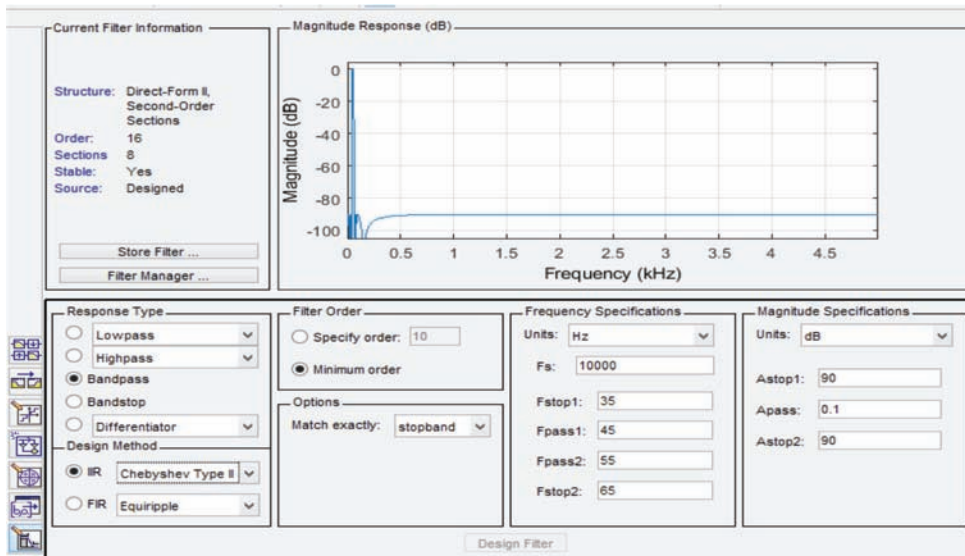 Current Filter Information
Structure: Direct-Form II,
Second-Order
Sections
Order: 16
Sections 8
Stable: Yes
Source: Designed
Store Filter ...
Filter Manager ...
Magnitude Response (dB)
Magnitude (dB)
0
-20
-40
-60
-80
-100
0 0.5 1 1.5 2 2.5 3 3.5 4 4.5
Frequency (kHz)
Response Type
Lowpass
Highpass
Bandpass
Bandstop
Differentiator
Design Method
IIR Chebyshev Type II
FIR Equiripple
Filter Order
Specify order: 10
Minimum order
Options
Match exactly: stopband
Frequency Specifications
Units: Hz
Fs: 10000
Fstop1: 35
Fpass1: 45
Fpass2: 55
Fstop2: 65
Magnitude Specifications
Units: dB
Astop1: 90
Apass: 0.1
Astop2: 90
Design Filter